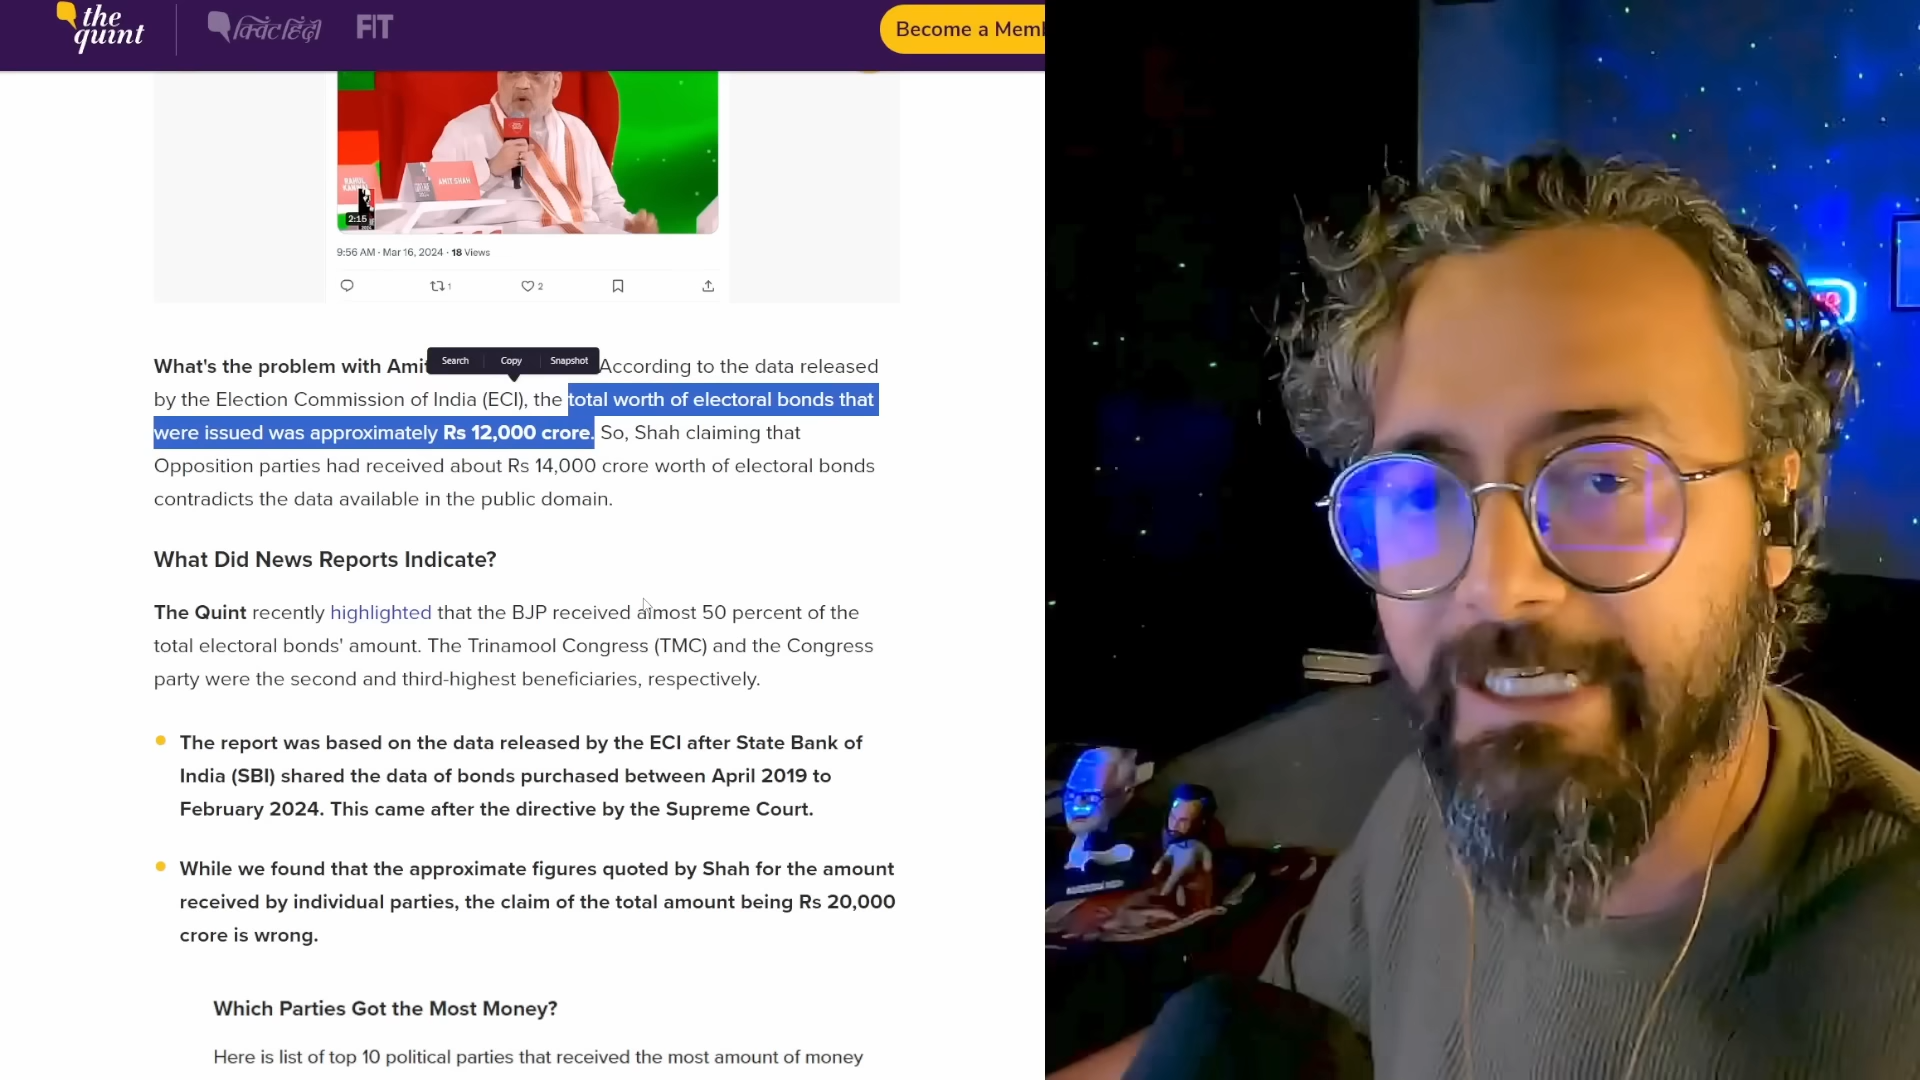 the quint
क्विंट हिंदी
FIT
Become a Memb
RAHUL KANWAL
AMIT SHAH
2:15
9:56 AM · Mar 16, 2024 · 18 Views
1
2
Search Copy Snapshot
What's the problem with Amit According to the data released
by the Election Commission of India (ECI), the total worth of electoral bonds that
were issued was approximately Rs 12,000 crore. So, Shah claiming that
Opposition parties had received about Rs 14,000 crore worth of electoral bonds
contradicts the data available in the public domain.
What Did News Reports Indicate?
The Quint recently highlighted that the BJP received almost 50 percent of the
total electoral bonds' amount. The Trinamool Congress (TMC) and the Congress
party were the second and third-highest beneficiaries, respectively.
The report was based on the data released by the ECI after State Bank of
India (SBI) shared the data of bonds purchased between April 2019 to
February 2024. This came after the directive by the Supreme Court.
While we found that the approximate figures quoted by Shah for the amount
received by individual parties, the claim of the total amount being Rs 20,000
crore is wrong.
Which Parties Got the Most Money?
Here is list of top 10 political parties that received the most amount of money